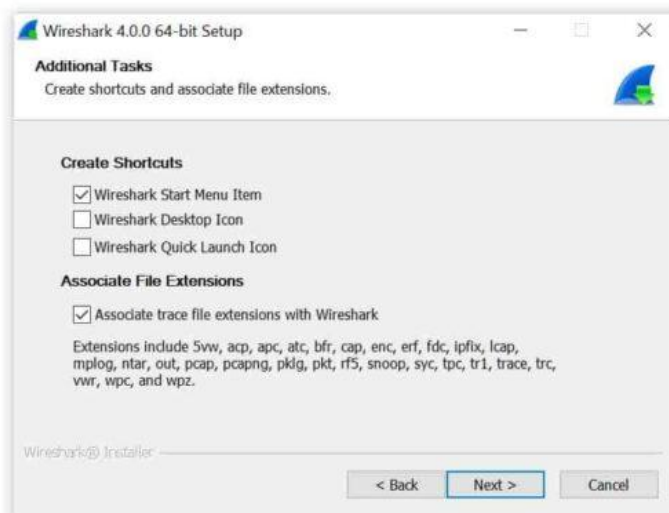 Wireshark 4.0.0 64-bit Setup
Additional Tasks
Create shortcuts and associate file extensions.
Create Shortcuts
Wireshark Start Menu Item
Wireshark Desktop Icon
Wireshark Quick Launch Icon
Associate File Extensions
Associate trace file extensions with Wireshark
Extensions include 5vw, acp, apc, atc, bfr, cap, enc, erf, fdc, ipfix, lcap,
mplog, ntar, out, pcap, pcapng, pklg, pkt, rf5, snoop, syc, tpc, tr1, trace, trc,
vwr, wpc, and wpz.
Wireshark® Installer
< Back
Next >
Cancel